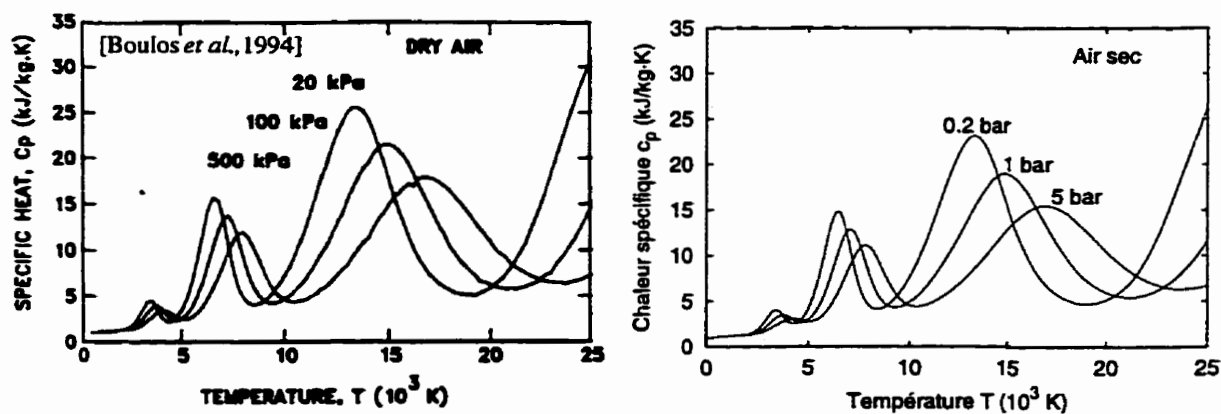 [Boulos et al., 1994]
DRY AIR
20 kPa
100 kPa
500 kPa
SPECIFIC HEAT, Cp (kJ/kg.K)
35
30
25
20
15
10
5
0
0 5 10 15 20 25
TEMPERATURE, T (10³ K)
Air sec
0.2 bar
1 bar
5 bar
Chaleur spécifique cp (kJ/kg·K)
35
30
25
20
15
10
5
0
0 5 10 15 20 25
Température T (10³ K)